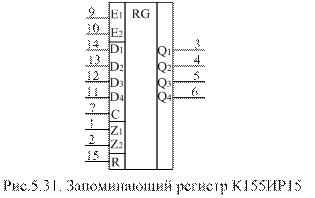 9 E1 RG
10 E2
14 D1 Q1 3
13 D2 Q2 4
12 D3 Q3 5
11 D4 Q4 6
7 C
1 Z1
2 Z2
15 R
Рис.5.31. Запоминающий регистр К155ИР15